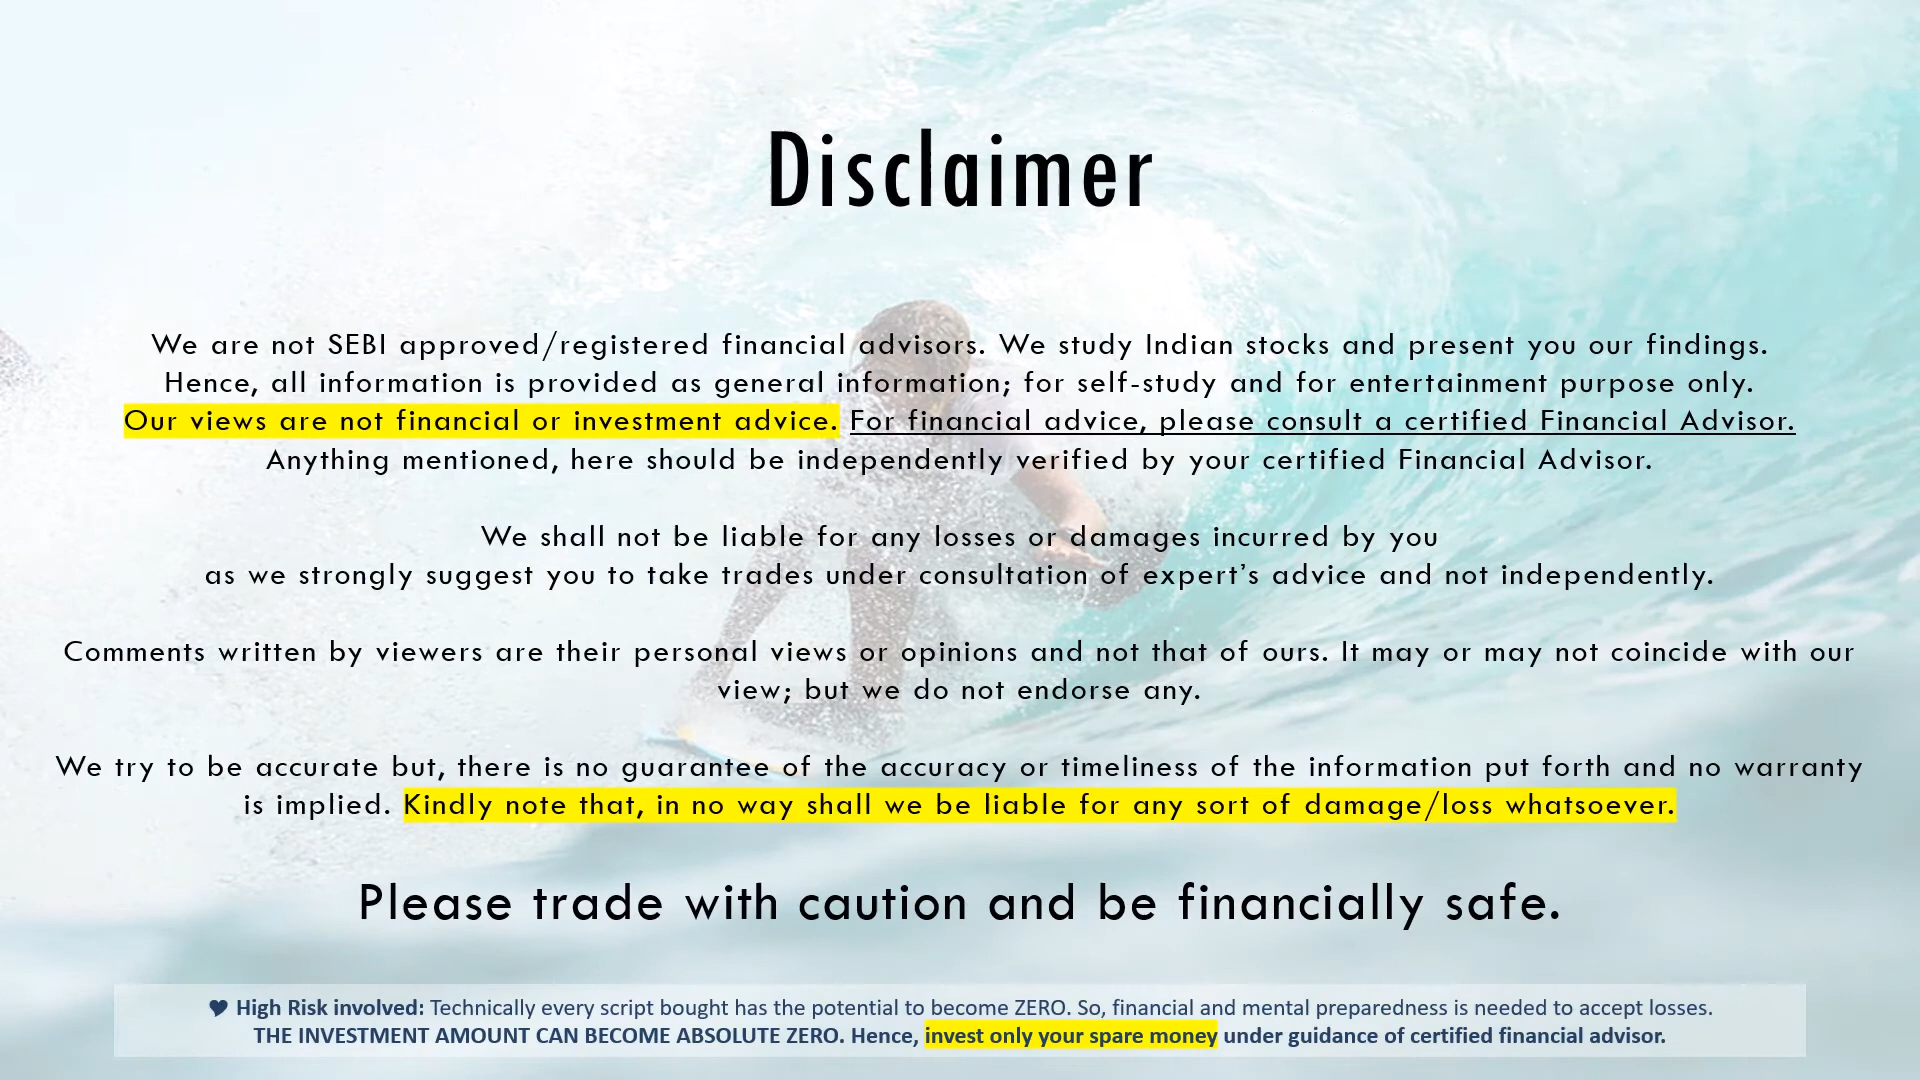 Disclaimer
We are not SEBI approved/registered financial advisors. We study Indian stocks and present you our findings.
Hence, all information is provided as general information; for self-study and for entertainment purpose only.
Our views are not financial or investment advice. For financial advice, please consult a certified Financial Advisor.
Anything mentioned, here should be independently verified by your certified Financial Advisor.
We shall not be liable for any losses or damages incurred by you
as we strongly suggest you to take trades under consultation of expert’s advice and not independently.
Comments written by viewers are their personal views or opinions and not that of ours. It may or may not coincide with our
view; but we do not endorse any.
We try to be accurate but, there is no guarantee of the accuracy or timeliness of the information put forth and no warranty
is implied. Kindly note that, in no way shall we be liable for any sort of damage/loss whatsoever.
Please trade with caution and be financially safe.
♥ High Risk involved: Technically every script bought has the potential to become ZERO. So, financial and mental preparedness is needed to accept losses.
THE INVESTMENT AMOUNT CAN BECOME ABSOLUTE ZERO. Hence, invest only your spare money under guidance of certified financial advisor.